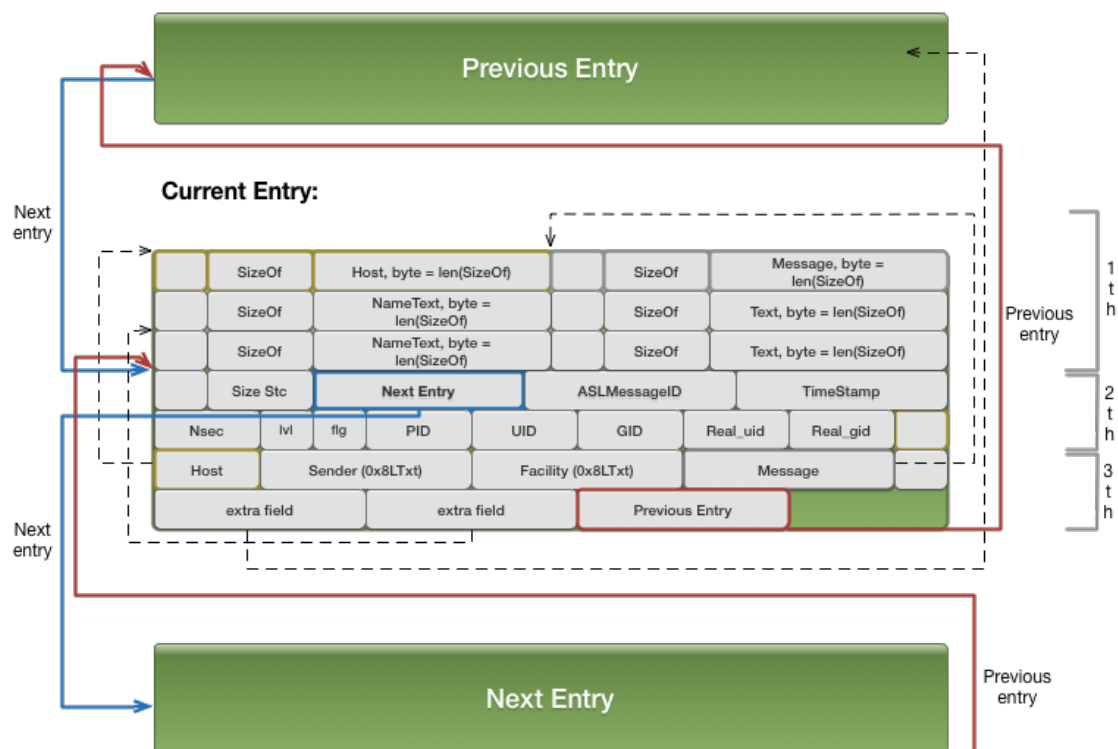 Previous Entry
Current Entry:
Next
entry
SizeOf
Host, byte = len(SizeOf)
SizeOf
Message, byte =
len(SizeOf)
SizeOf
NameText, byte =
len(SizeOf)
SizeOf
Text, byte = len(SizeOf)
SizeOf
NameText, byte =
len(SizeOf)
SizeOf
Text, byte = len(SizeOf)
1
t
h
Previous
entry
Size Stc
Next Entry
ASLMessageID
TimeStamp
Nsec
lvl
flg
PID
UID
GID
Real_uid
Real_gid
2
t
h
Host
Sender (0x8LTxt)
Facility (0x8LTxt)
Message
extra field
extra field
Previous Entry
3
t
h
Next
entry
Previous
entry
Next Entry